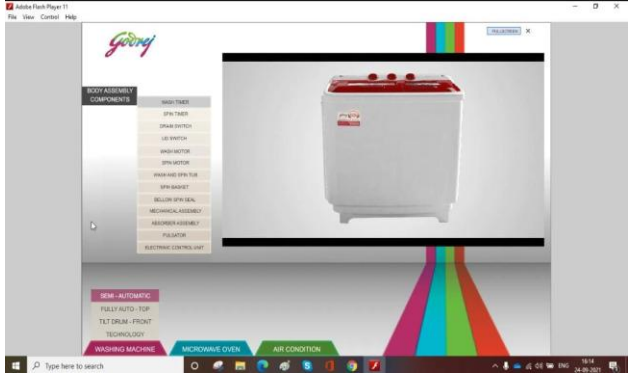 Adobe Flash Player 11
File View Control Help
Godrej
FULLSCREEN X
BODY ASSEMBLY
COMPONENTS
WASH TIMER
SPIN TIMER
DRAIN SWITCH
LID SWITCH
WASH MOTOR
SPIN MOTOR
WASH AND SPIN TUB
SPIN BASKET
BELLOW SPIN SEAL
MECHANICAL ASSEMBLY
ABSORBER ASSEMBLY
PULSATOR
ELECTRONIC CONTROL UNIT
SEMI - AUTOMATIC
FULLY AUTO - TOP
TILT DRUM - FRONT
TECHNOLOGY
WASHING MACHINE
MICROWAVE OVEN
AIR CONDITION
Type here to search
ENG
16:14
24-09-2021